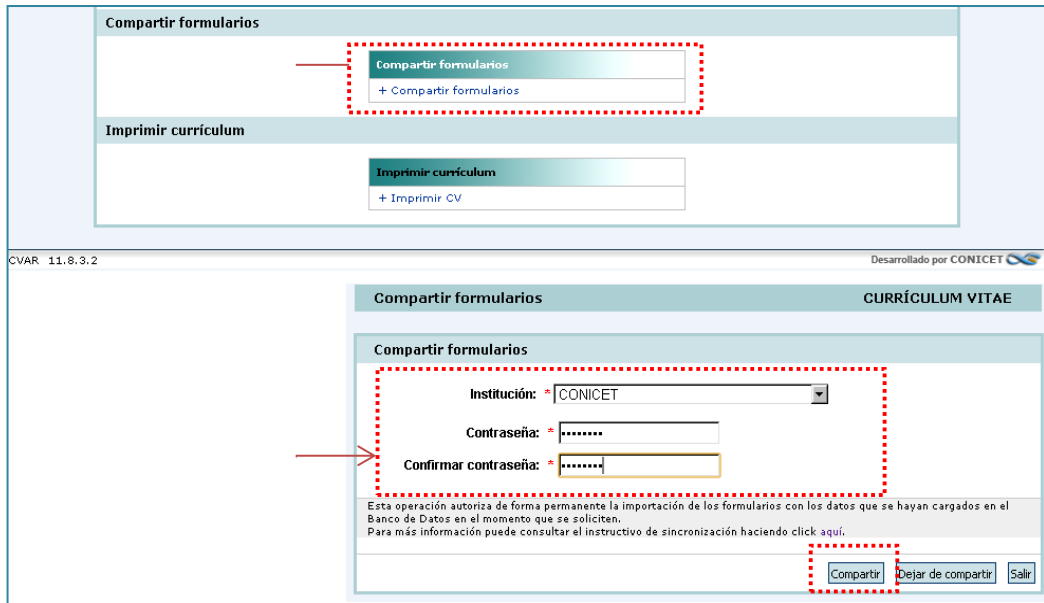 Compartir formularios
Compartir formularios
+ Compartir formularios
Imprimir currículum
Imprimir currículum
+ Imprimir CV
CVAR 11.8.3.2
Desarrollado por CONICET
Compartir formularios CURRÍCULUM VITAE
Compartir formularios
Institución: * CONICET
Contraseña: * ••••••••
Confirmar contraseña: * ••••••••
Esta operación autoriza de forma permanente la importación de los formularios con los datos que se hayan cargados en el
Banco de Datos en el momento que se soliciten.
Para más información puede consultar el instructivo de sincronización haciendo click aquí.
Compartir Dejar de compartir Salir